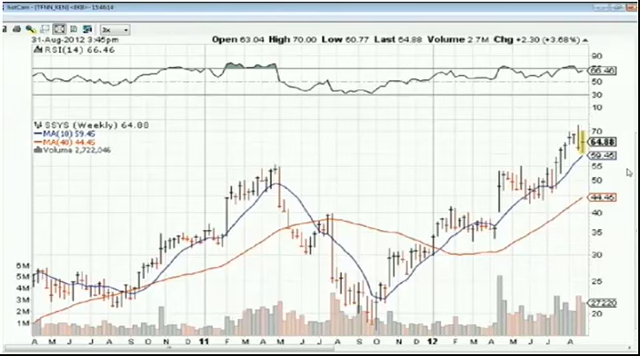 31-Aug-2012 3:45pm
Open 63.04 High 70.00 Low 60.77 Last 64.88 Volume 2.7M Chg +2.30 (+3.68%)
RSI(14) 66.46
90
70
66.46
50
30
10
SSYS (Weekly) 64.88
MA(10) 59.45
MA(40) 44.45
Volume 2,722,046
70
64.88
59.45
50
44.45
40
35
30
25
20
5M
4M
3M
2M
1M
A M J J A S O N D 11 F M A M J J A S O N D 12 F M A M J J A